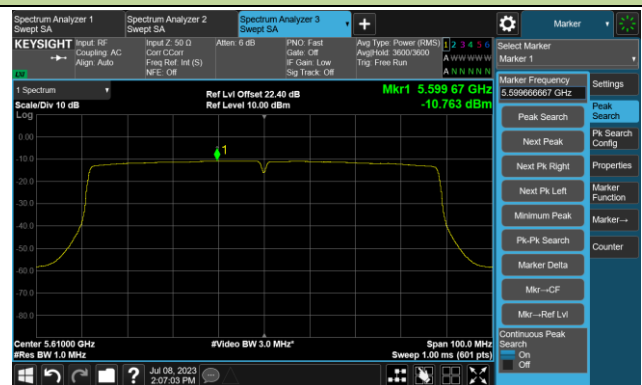 Spectrum Analyzer 1
Swept SA
Spectrum Analyzer 2
Swept SA
Spectrum Analyzer 3
Swept SA
Marker
KEYSIGHT
Input: RF
Coupling: AC
Align: Auto
Input Z: 50 Ω
Corr CCorr
Freq Ref: Int (S)
NFE: Off
Atten: 6 dB
PNO: Fast
Gate: Off
IF Gain: Low
Sig Track: Off
Avg Type: Power (RMS)
Avg|Hold: 3600/3600
Trig: Free Run
1 2 3 4 5 6
A W W W W W
A N N N N N
LVI
Select Marker
Marker 1
1 Spectrum
Scale/Div 10 dB
Log
Ref Lvl Offset 22.40 dB
Ref Level 10.00 dBm
Mkr1 5.599 67 GHz
-10.763 dBm
1
0.00
-10.0
-20.0
-30.0
-40.0
-50.0
-60.0
-70.0
-80.0
Center 5.61000 GHz
#Res BW 1.0 MHz
#Video BW 3.0 MHz*
Span 100.0 MHz
Sweep 1.00 ms (601 pts)
Marker Frequency
5.599666667 GHz
Peak Search
Next Peak
Next Pk Right
Next Pk Left
Minimum Peak
Pk-Pk Search
Marker Delta
Mkr→CF
Mkr→Ref Lvl
Continuous Peak
Search
On
Off
Settings
Peak
Search
Pk Search
Config
Properties
Marker
Function
Marker→
Counter
?
Jul 08, 2023
2:07:03 PM